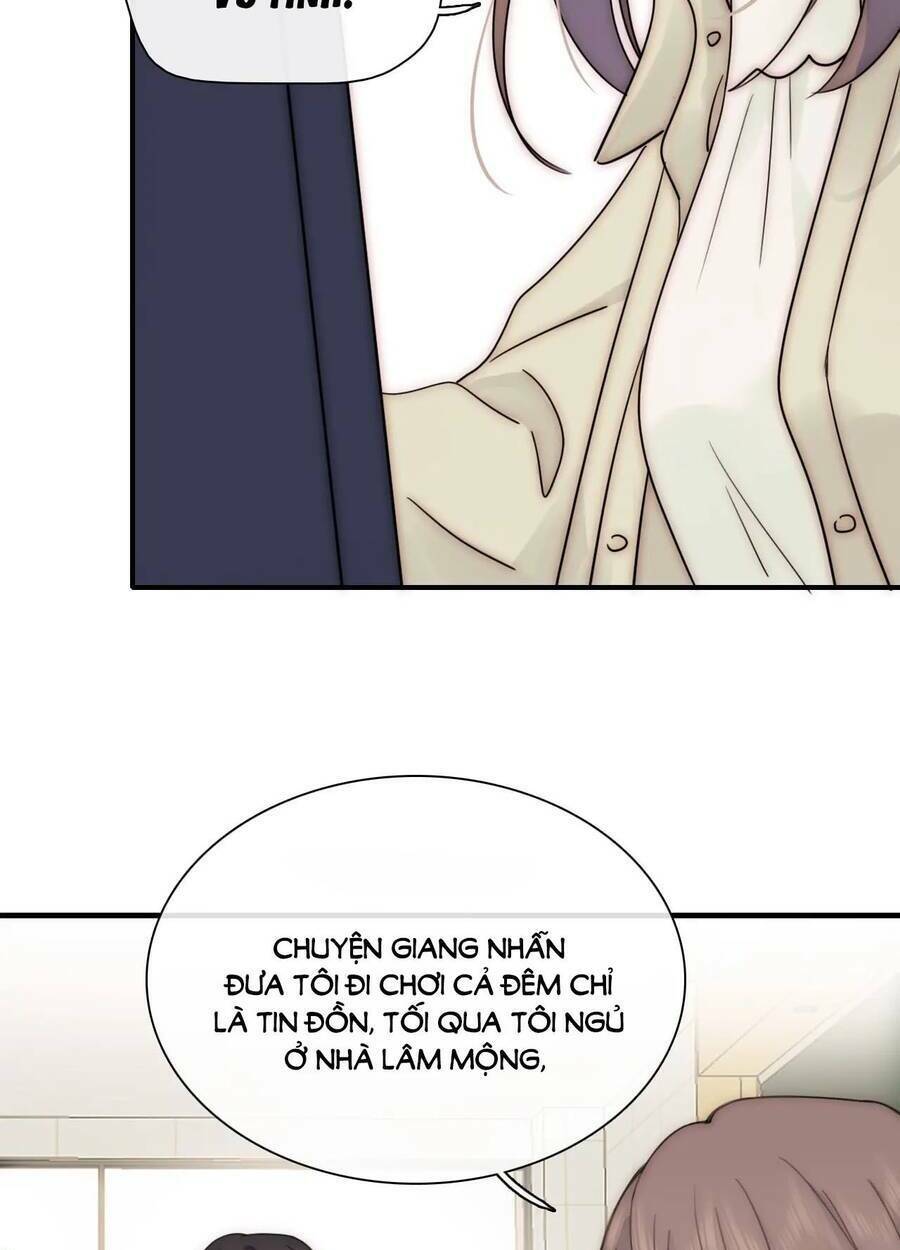 CHUYỆN GIANG NHẪN
ĐƯA TÔI ĐI CHƠI CẢ ĐÊM CHỈ
LÀ TIN ĐỒN, TỐI QUA TÔI NGỦ
Ở NHÀ LÂM MỘNG,